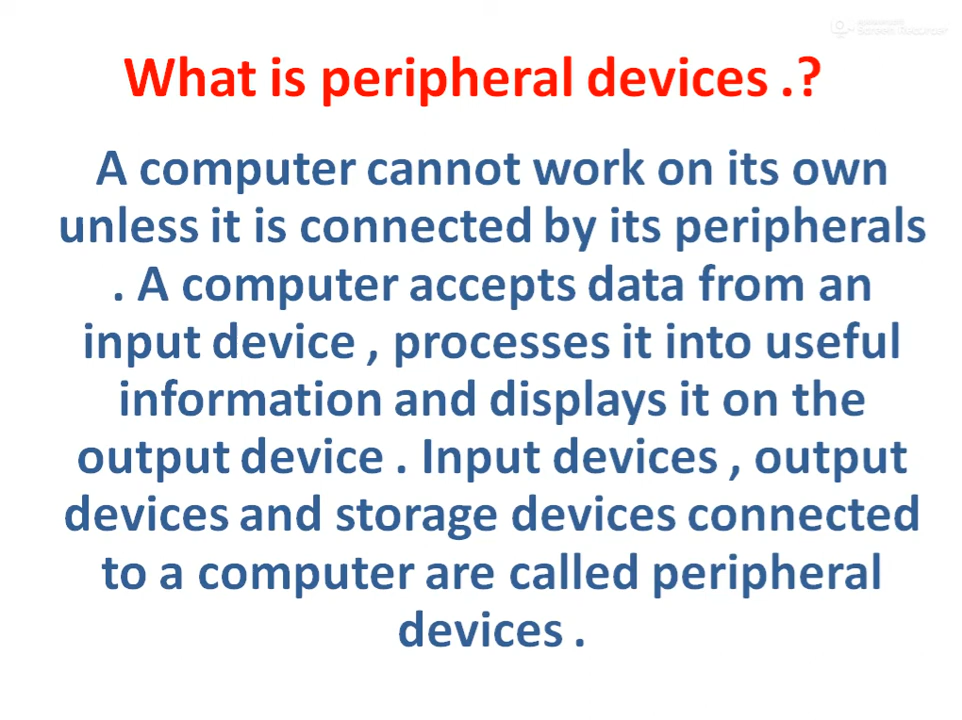 What is peripheral devices .?
A computer cannot work on its own
unless it is connected by its peripherals
. A computer accepts data from an
input device , processes it into useful
information and displays it on the
output device . Input devices , output
devices and storage devices connected
to a computer are called peripheral
devices .